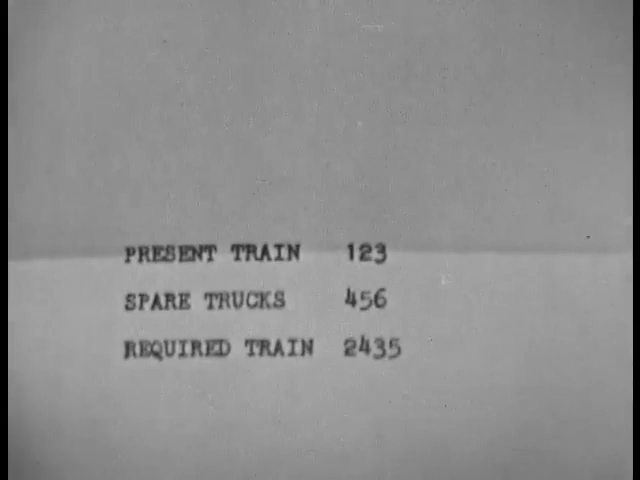 PRESENT TRAIN 123
SPARE TRUCKS 456
REQUIRED TRAIN 2435